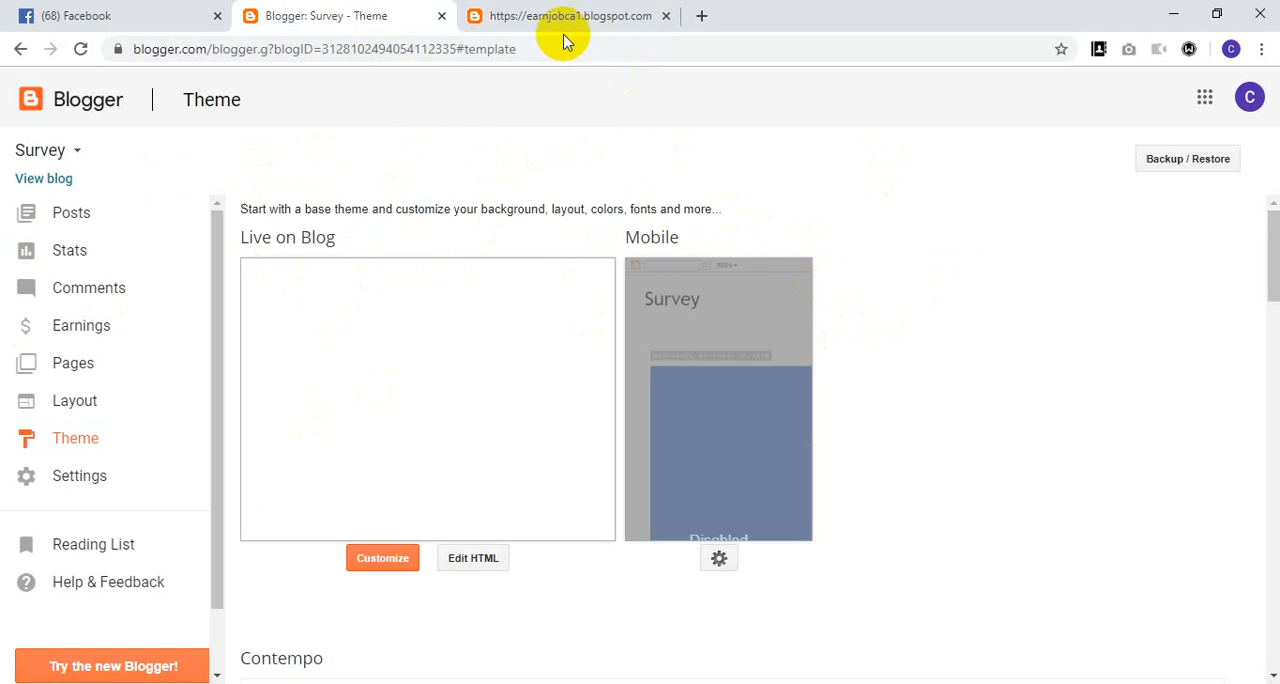 (68) Facebook
Blogger: Survey - Theme
https://earnjobca1.blogspot.com
blogger.com/blogger.g?blogID=3128102494054112335#template
C
Blogger
Theme
C
Survey
View blog
Backup / Restore
Posts
Stats
Comments
Earnings
Pages
Layout
Theme
Settings
Reading List
Help & Feedback
Try the new Blogger!
Start with a base theme and customize your background, layout, colors, fonts and more...
Live on Blog
Mobile
Survey
Disabled
Customize
Edit HTML
Contempo